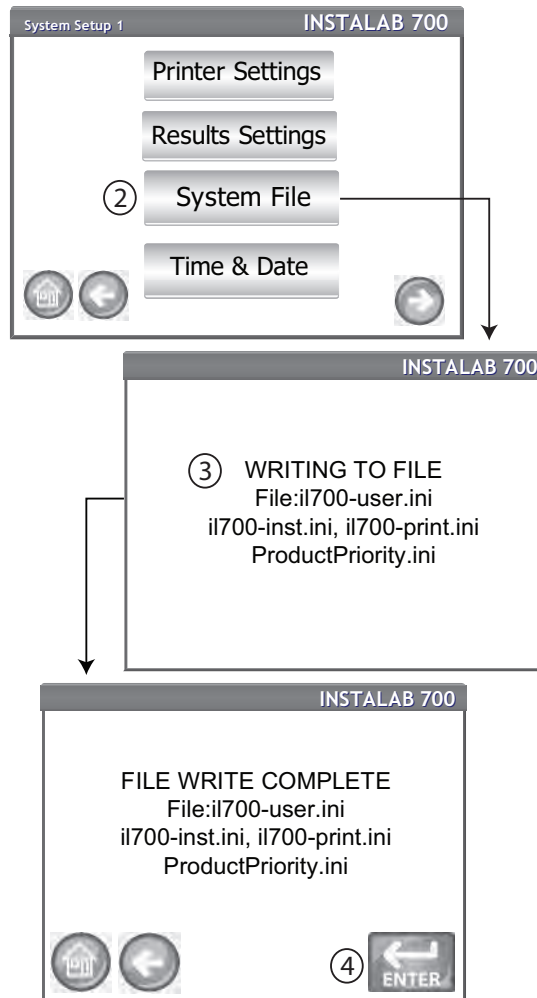 System Setup 1 INSTALAB 700
Printer Settings
Results Settings
② System File
Time & Date
INSTALAB 700
③ WRITING TO FILE
File:il700-user.ini
il700-inst.ini, il700-print.ini
ProductPriority.ini
INSTALAB 700
FILE WRITE COMPLETE
File:il700-user.ini
il700-inst.ini, il700-print.ini
ProductPriority.ini
④ ENTER